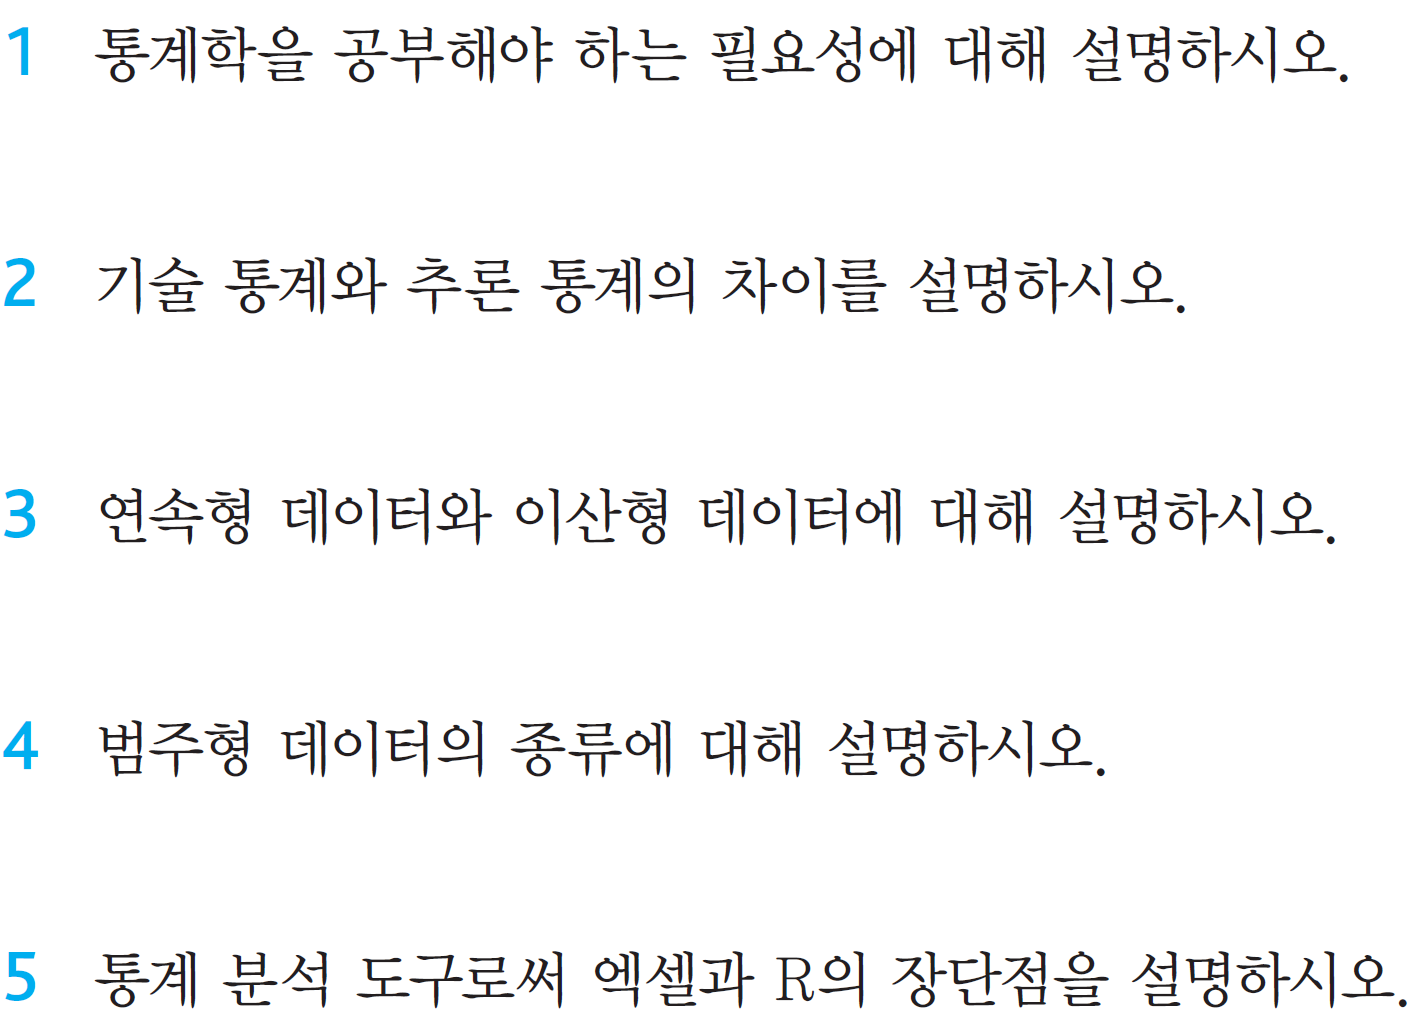 1 통계학을 공부해야 하는 필요성에 대해 설명하시오.
2 기술 통계와 추론 통계의 차이를 설명하시오.
3 연속형 데이터와 이산형 데이터에 대해 설명하시오.
4 범주형 데이터의 종류에 대해 설명하시오.
5 통계 분석 도구로써 엑셀과 R의 장단점을 설명하시오.